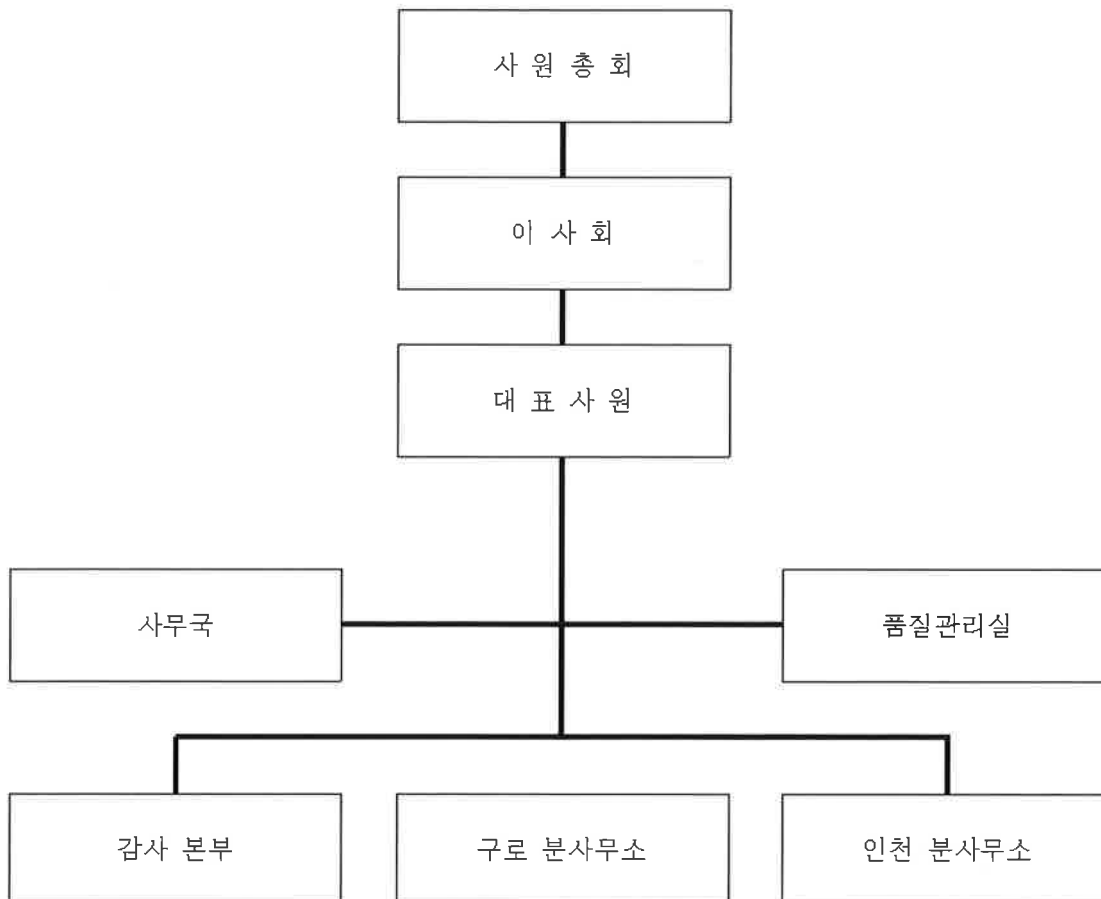 사 원 총 회
이 사 회
대 표 사 원
사무국
품질관리실
감사 본부
구로 분사무소
인천 분사무소